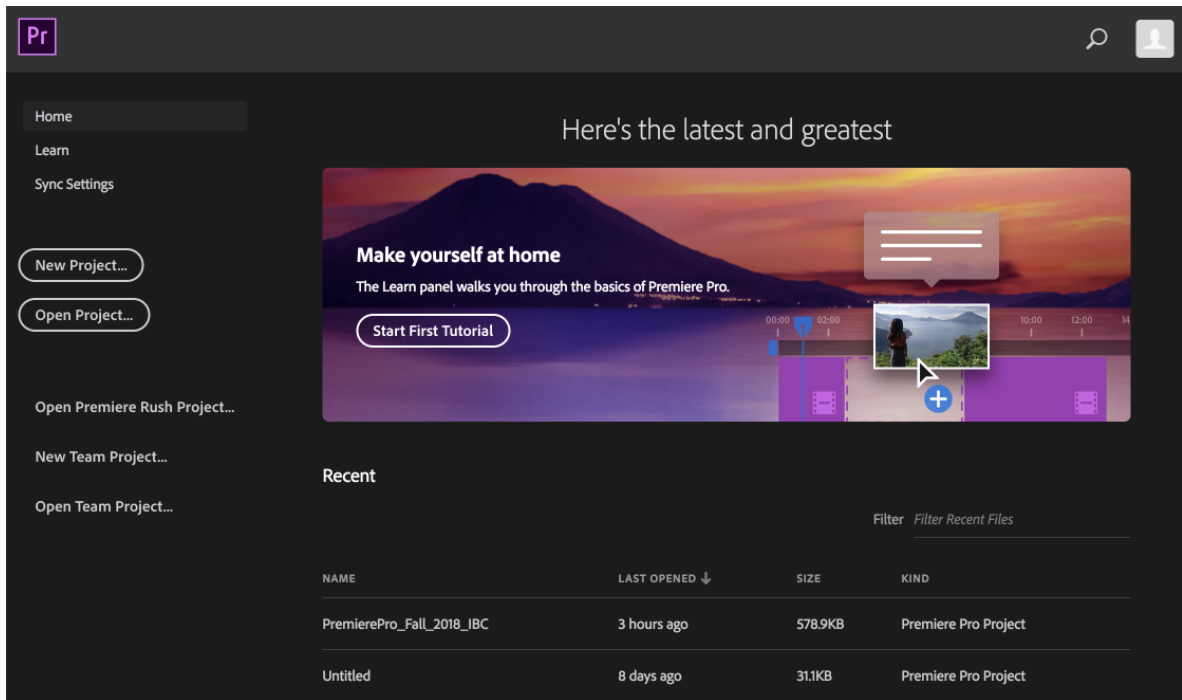 Pr
Home
Learn
Sync Settings
New Project...
Open Project...
Open Premiere Rush Project...
New Team Project...
Open Team Project...
Here's the latest and greatest
Make yourself at home
The Learn panel walks you through the basics of Premiere Pro.
Start First Tutorial
00:00 02:00 10:00 12:00 14
Recent
Filter Filter Recent Files
NAME LAST OPENED SIZE KIND
PremierePro_Fall_2018_IBC 3 hours ago 578.9KB Premiere Pro Project
Untitled 8 days ago 31.1KB Premiere Pro Project